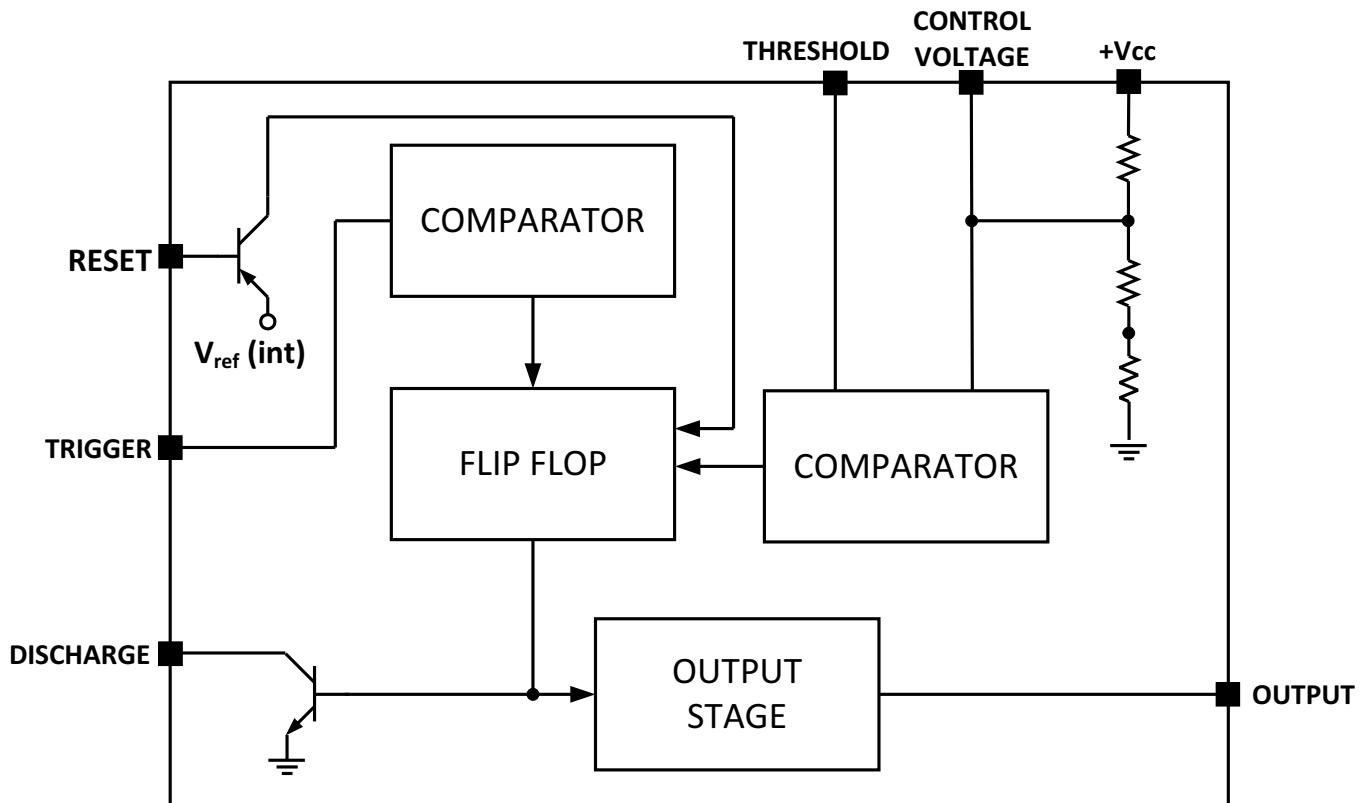 CONTROL
VOLTAGE
THRESHOLD
+Vcc
COMPARATOR
RESET
Vref (int)
TRIGGER
FLIP FLOP
COMPARATOR
DISCHARGE
OUTPUT
STAGE
OUTPUT